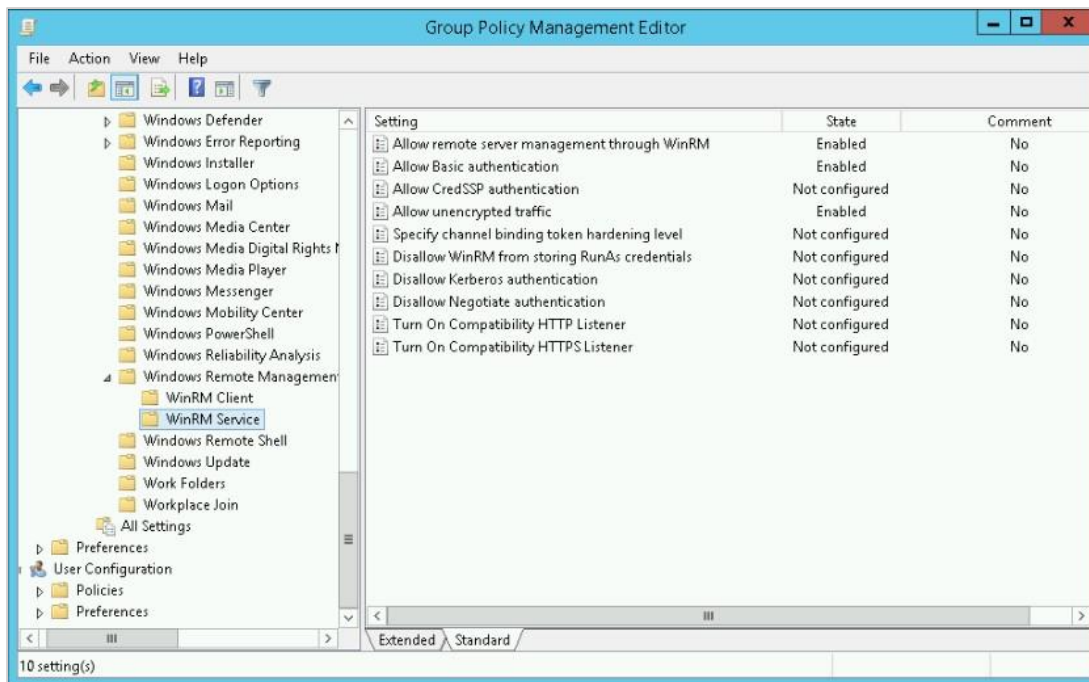 Group Policy Management Editor
File Action View Help
Windows Defender
Windows Error Reporting
Windows Installer
Windows Logon Options
Windows Mail
Windows Media Center
Windows Media Digital Rights
Windows Media Player
Windows Messenger
Windows Mobility Center
Windows PowerShell
Windows Reliability Analysis
Windows Remote Management
WinRM Client
WinRM Service
Windows Remote Shell
Windows Update
Work Folders
Workplace Join
All Settings
Preferences
User Configuration
Policies
Preferences
Setting State Comment
Allow remote server management through WinRM Enabled No
Allow Basic authentication Enabled No
Allow CredSSP authentication Not configured No
Allow unencrypted traffic Enabled No
Specify channel binding token hardening level Not configured No
Disallow WinRM from storing RunAs credentials Not configured No
Disallow Kerberos authentication Not configured No
Disallow Negotiate authentication Not configured No
Turn On Compatibility HTTP Listener Not configured No
Turn On Compatibility HTTPS Listener Not configured No
Extended Standard
10 setting(s)